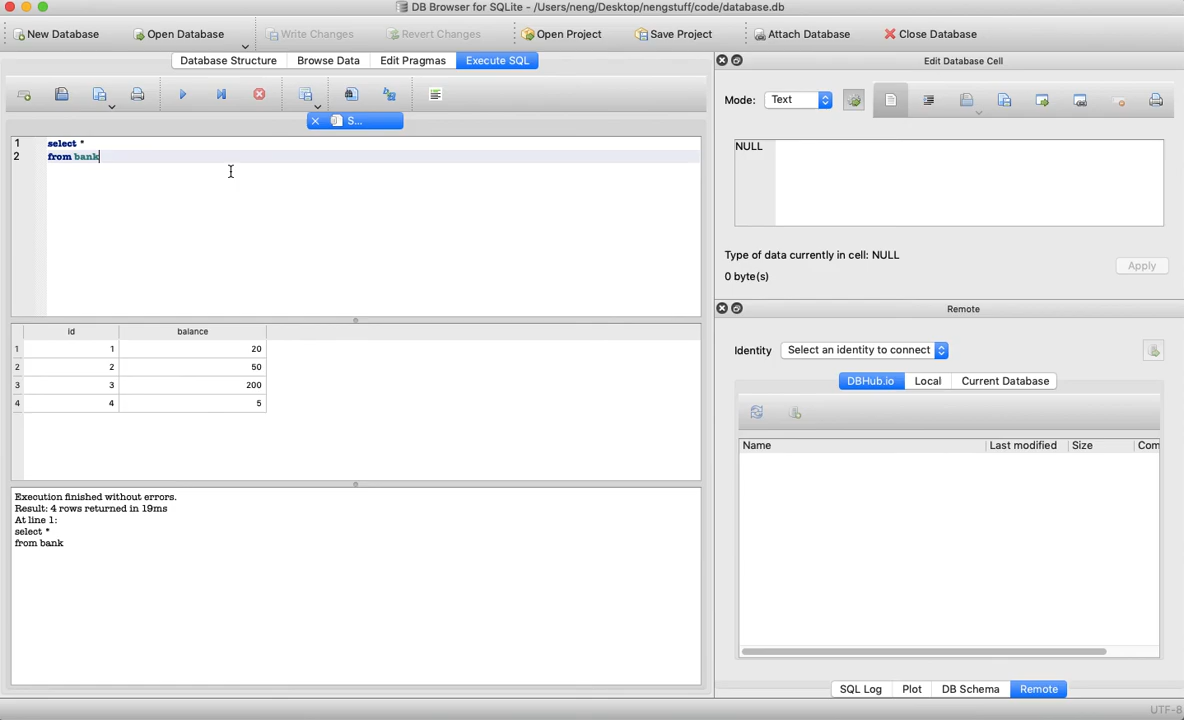 DB Browser for SQLite - /Users/neng/Desktop/nengstuff/code/database.db
New Database
Open Database
Write Changes
Revert Changes
Open Project
Save Project
Attach Database
Close Database
Database Structure
Browse Data
Edit Pragmas
Execute SQL
S...
1 select *
2 from bank
id balance
1 1 20
2 2 50
3 3 200
4 4 5
Execution finished without errors.
Result: 4 rows returned in 19ms
At line 1:
select *
from bank
Edit Database Cell
Mode: Text
NULL
Type of data currently in cell: NULL
0 byte(s)
Apply
Remote
Identity Select an identity to connect
DBHub.io Local Current Database
Name Last modified Size Com
SQL Log Plot DB Schema Remote
UTF-8